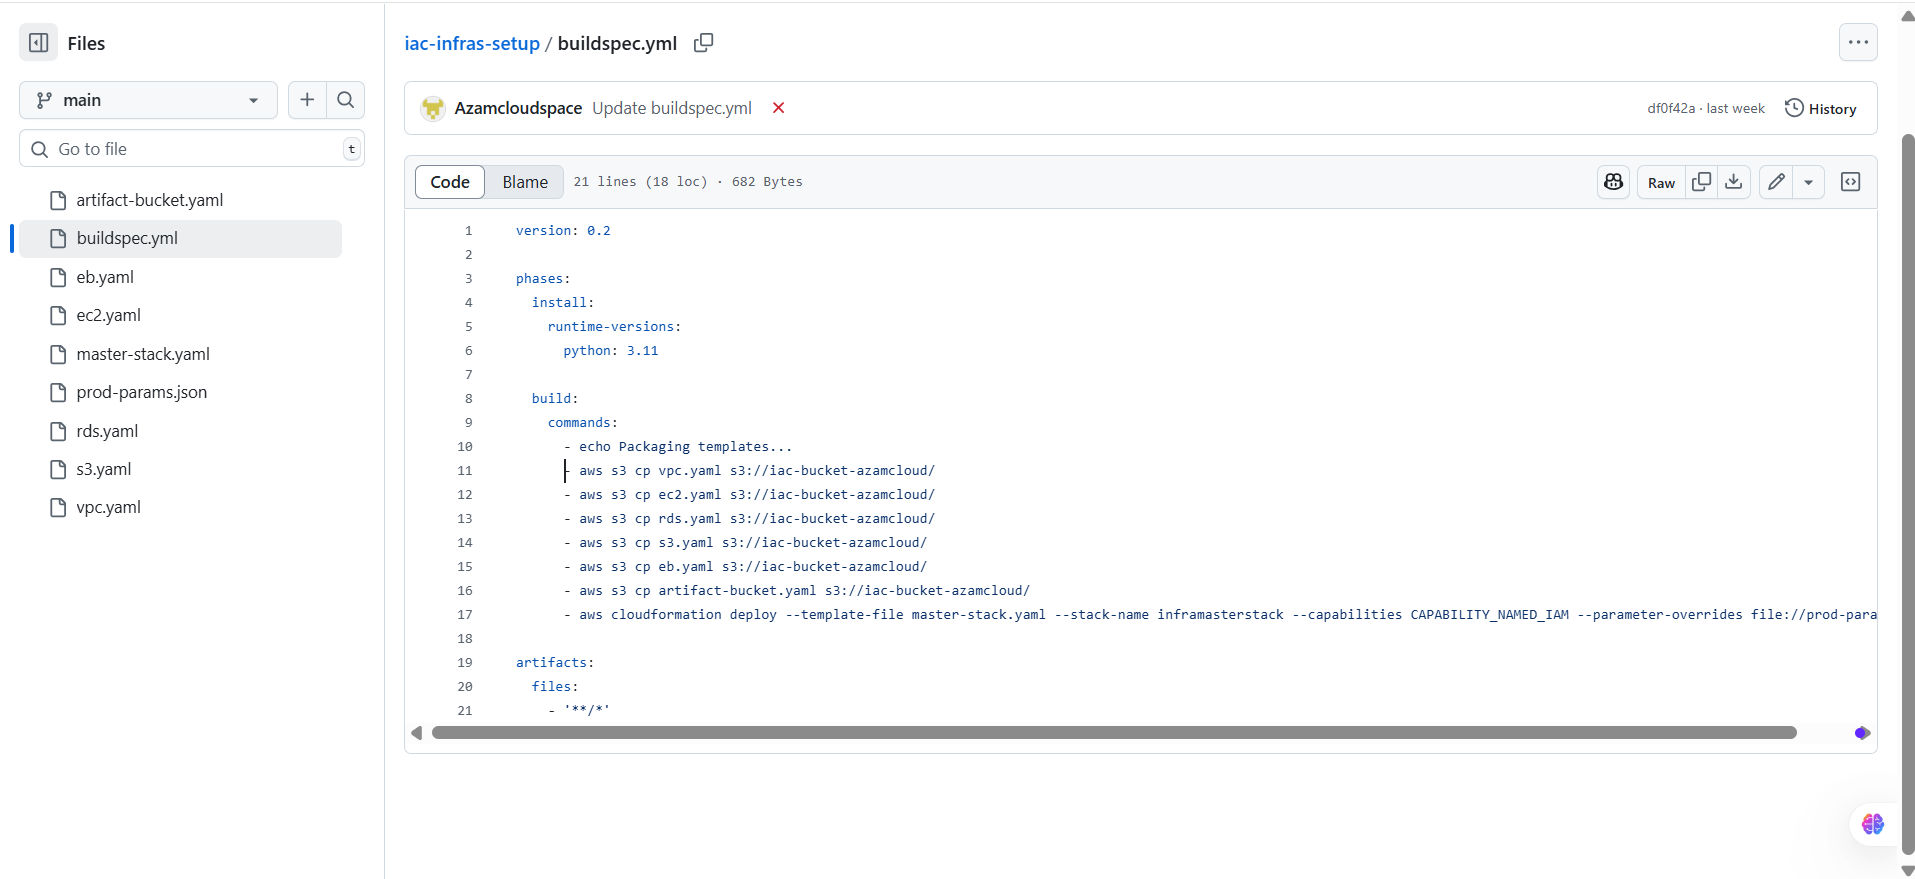 Files
main
Go to file
t
artifact-bucket.yaml
buildspec.yml
eb.yaml
ec2.yaml
master-stack.yaml
prod-params.json
rds.yaml
s3.yaml
vpc.yaml
iac-infras-setup / buildspec.yml
Azamcloudspace Update buildspec.yml
df0f42a · last week
History
Code
Blame
21 lines (18 loc) · 682 Bytes
Raw
1 version: 0.2
2
3 phases:
4 install:
5 runtime-versions:
6 python: 3.11
7
8 build:
9 commands:
10 - echo Packaging templates...
11 - aws s3 cp vpc.yaml s3://iac-bucket-azamcloud/
12 - aws s3 cp ec2.yaml s3://iac-bucket-azamcloud/
13 - aws s3 cp rds.yaml s3://iac-bucket-azamcloud/
14 - aws s3 cp s3.yaml s3://iac-bucket-azamcloud/
15 - aws s3 cp eb.yaml s3://iac-bucket-azamcloud/
16 - aws s3 cp artifact-bucket.yaml s3://iac-bucket-azamcloud/
17 - aws cloudformation deploy --template-file master-stack.yaml --stack-name inframasterstack --capabilities CAPABILITY_NAMED_IAM --parameter-overrides file://prod-para
18
19 artifacts:
20 files:
21 - '**/*'